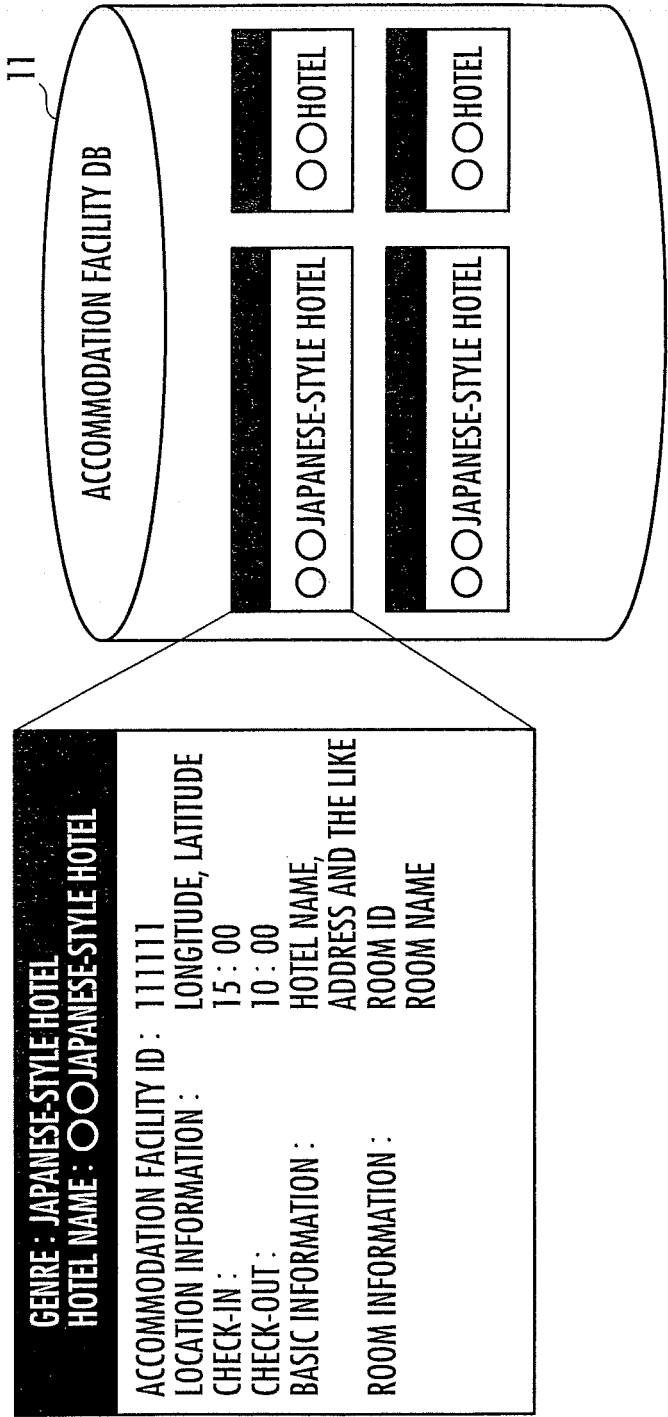 11
ACCOMMODATION FACILITY DB
○○JAPANESE-STYLE HOTEL
○○HOTEL
○○JAPANESE-STYLE HOTEL
○○HOTEL
GENRE : JAPANESE-STYLE HOTEL
HOTEL NAME : ○○JAPANESE-STYLE HOTEL
ACCOMMODATION FACILITY ID : 111111
LOCATION INFORMATION : LONGITUDE, LATITUDE
CHECK-IN : 15 : 00
CHECK-OUT : 10 : 00
BASIC INFORMATION : HOTEL NAME,
ADDRESS AND THE LIKE
ROOM INFORMATION : ROOM ID
ROOM NAME